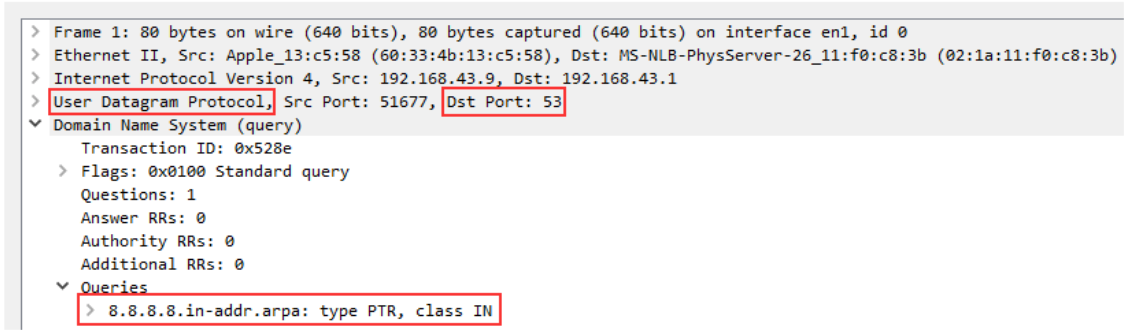 > Frame 1: 80 bytes on wire (640 bits), 80 bytes captured (640 bits) on interface en1, id 0
> Ethernet II, Src: Apple_13:c5:58 (60:33:4b:13:c5:58), Dst: MS-NLB-PhysServer-26_11:f0:c8:3b (02:1a:11:f0:c8:3b)
> Internet Protocol Version 4, Src: 192.168.43.9, Dst: 192.168.43.1
> User Datagram Protocol, Src Port: 51677, Dst Port: 53
Domain Name System (query)
Transaction ID: 0x528e
> Flags: 0x0100 Standard query
Questions: 1
Answer RRs: 0
Authority RRs: 0
Additional RRs: 0
Queries
> 8.8.8.8.in-addr.arpa: type PTR, class IN